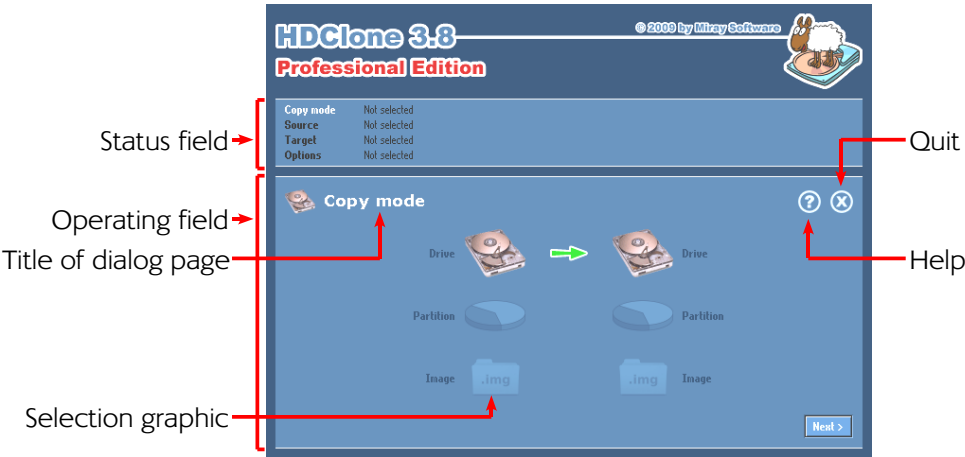 HDClone 3.8
© 2009 by Miray Software
Professional Edition
Copy mode Not selected
Source Not selected
Target Not selected
Options Not selected
Status field
Quit
Copy mode
? X
Operating field
Title of dialog page
Drive Drive
Help
Partition Partition
Image .img .img Image
Selection graphic
Next >